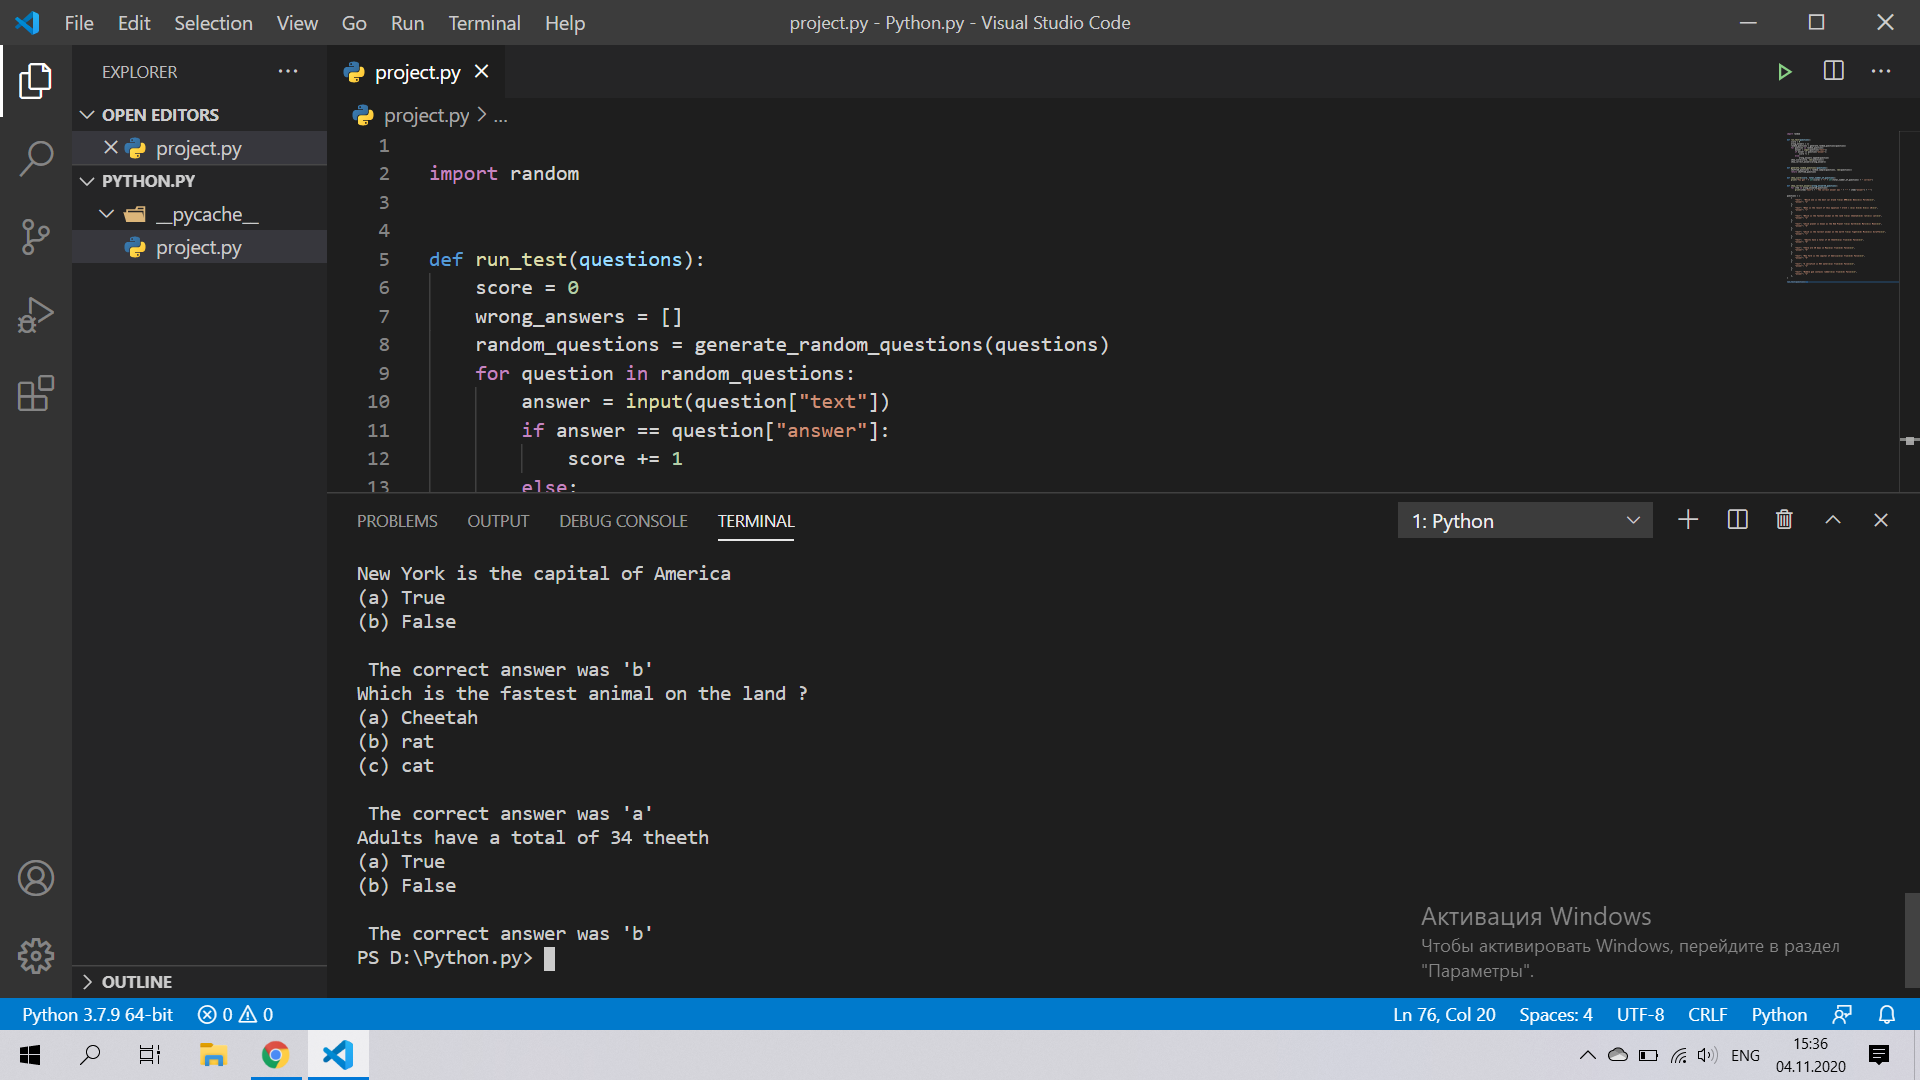 File Edit Selection View Go Run Terminal Help
project.py - Python.py - Visual Studio Code
EXPLORER
OPEN EDITORS
project.py
PYTHON.PY
__pycache__
project.py
OUTLINE
project.py
project.py > ...
1
2 import random
3
4
5 def run_test(questions):
6 score = 0
7 wrong_answers = []
8 random_questions = generate_random_questions(questions)
9 for question in random_questions:
10 answer = input(question["text"])
11 if answer == question["answer"]:
12 score += 1
13 else:
PROBLEMS OUTPUT DEBUG CONSOLE TERMINAL
1: Python
New York is the capital of America
(a) True
(b) False
The correct answer was 'b'
Which is the fastest animal on the land ?
(a) Cheetah
(b) rat
(c) cat
The correct answer was 'a'
Adults have a total of 34 theeth
(a) True
(b) False
The correct answer was 'b'
PS D:\Python.py>
Активация Windows
Чтобы активировать Windows, перейдите в раздел
"Параметры".
Python 3.7.9 64-bit 0 0
Ln 76, Col 20 Spaces: 4 UTF-8 CRLF Python
ENG
15:36
04.11.2020